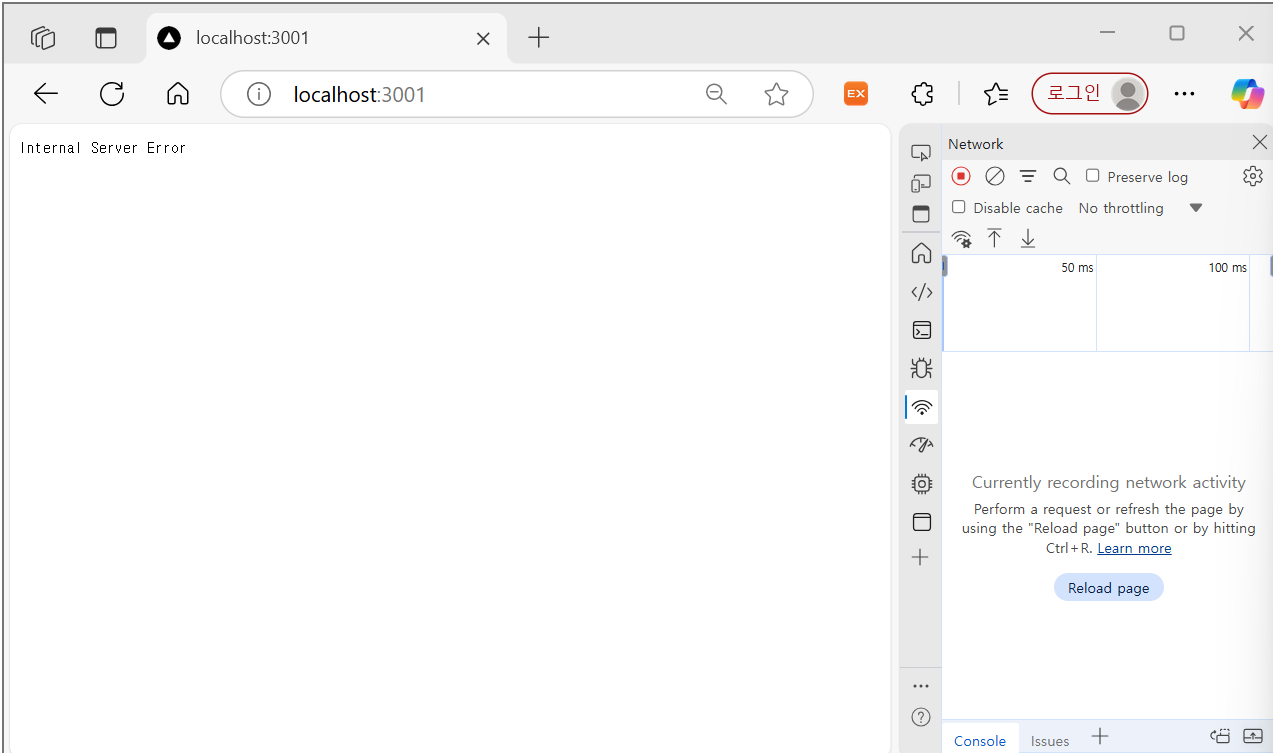 localhost:3001
localhost:3001
EX
로그인
Internal Server Error
Network
Preserve log
Disable cache No throttling
50 ms 100 ms
Currently recording network activity
Perform a request or refresh the page by
using the "Reload page" button or by hitting
Ctrl+R. Learn more
Reload page
Console Issues